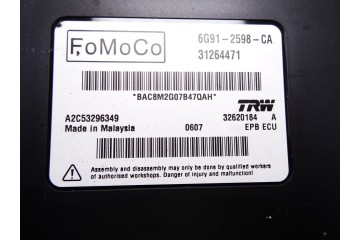 FoMoCo
6G91-2598-CA
31264471
"BAC8M2G07B47QAH"
TRW
A2C53296349
32620184 A
Made in Malaysia 0607 EPB ECU
Assembly and disassembly may only be done by qualified workers
of authorised workshops. Danger of injury and malfunction!